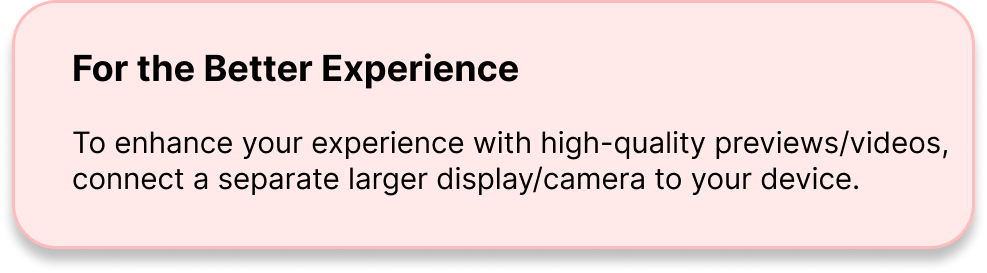 For the Better Experience
To enhance your experience with high-quality previews/videos,
connect a separate larger display/camera to your device.